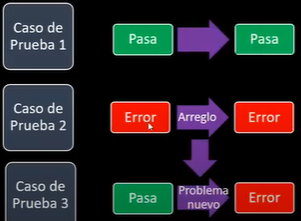 Caso de
Prueba 1
Pasa
Pasa
Caso de
Prueba 2
Error
Arreglo
Error
Caso de
Prueba 3
Pasa
Problema
nuevo
Error